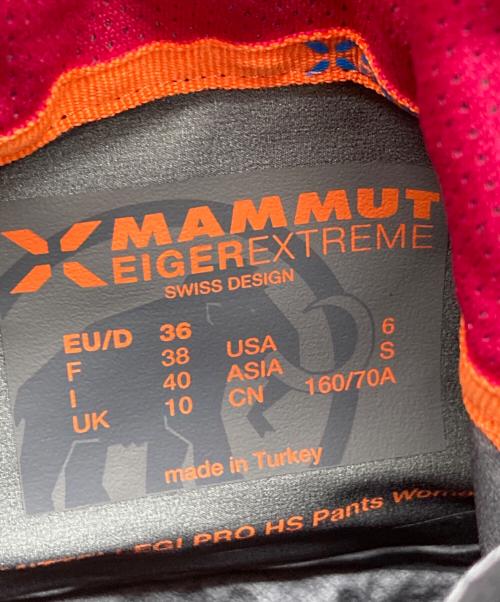 MAMMUT
EIGEREXTREME
SWISS DESIGN
EU/D 36 USA 6
F 38 ASIA S
I 40 CN 160/70A
UK 10
made in Turkey
PRO HS Pants